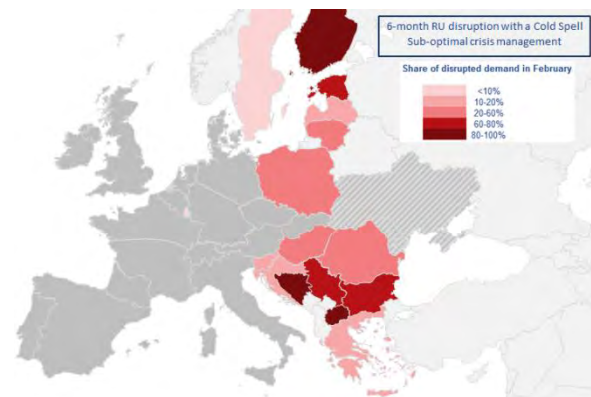 6-month RU disruption with a Cold Spell
Sub-optimal crisis management
Share of disrupted demand in February
<10%
10-20%
20-60%
60-80%
80-100%